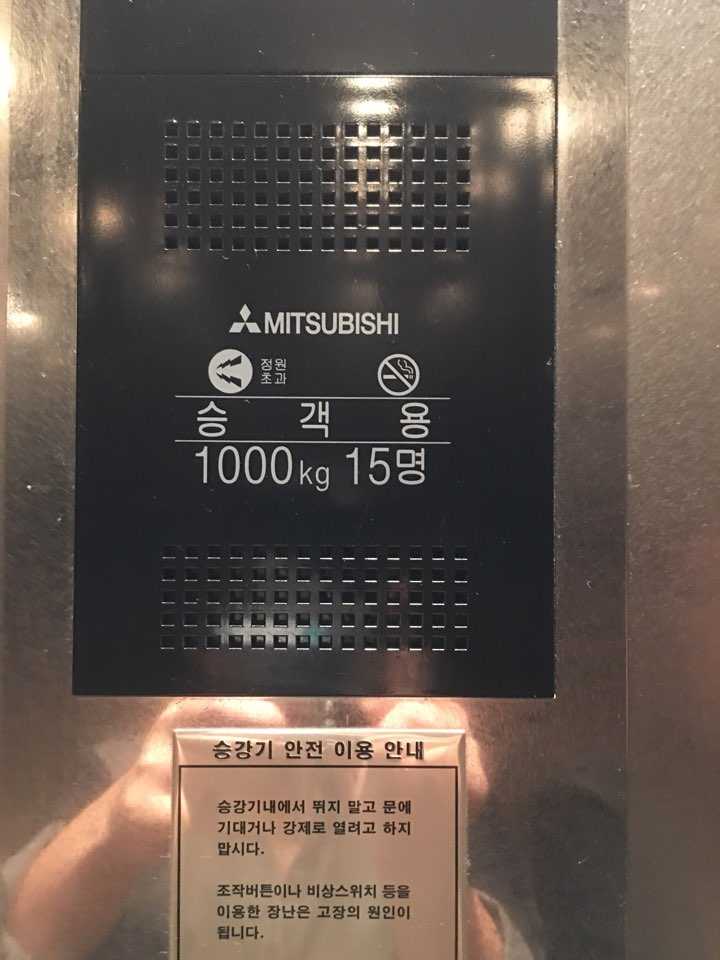 MITSUBISHI
정원
초과
승 객 용
1000kg 15명
승강기 안전 이용 안내
승강기내에서 뛰지 말고 문에
기대거나 강제로 열려고 하지
맙시다.
조작버튼이나 비상스위치 등을
이용한 장난은 고장의 원인이
됩니다.